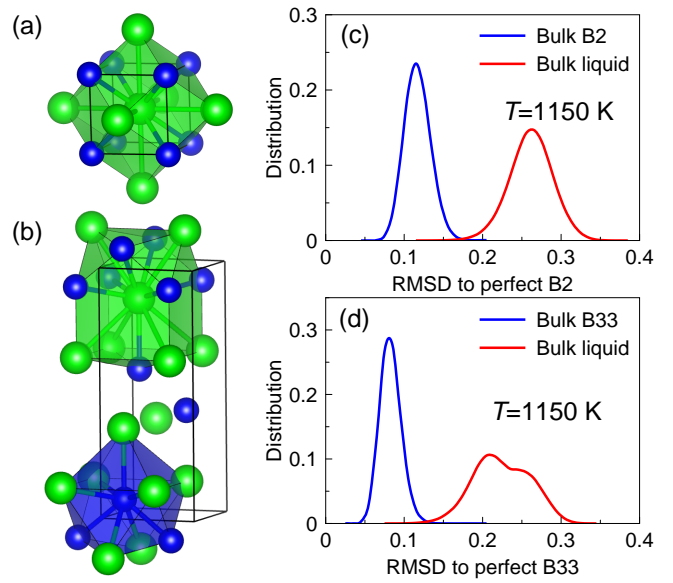 (a)
(b)
(c)
Bulk B2
Bulk liquid
T=1150 K
Distribution
0.3
0.2
0.1
0
0 0.1 0.2 0.3 0.4
RMSD to perfect B2
(d)
Bulk B33
Bulk liquid
T=1150 K
Distribution
0.3
0.2
0.1
0
0 0.1 0.2 0.3 0.4
RMSD to perfect B33